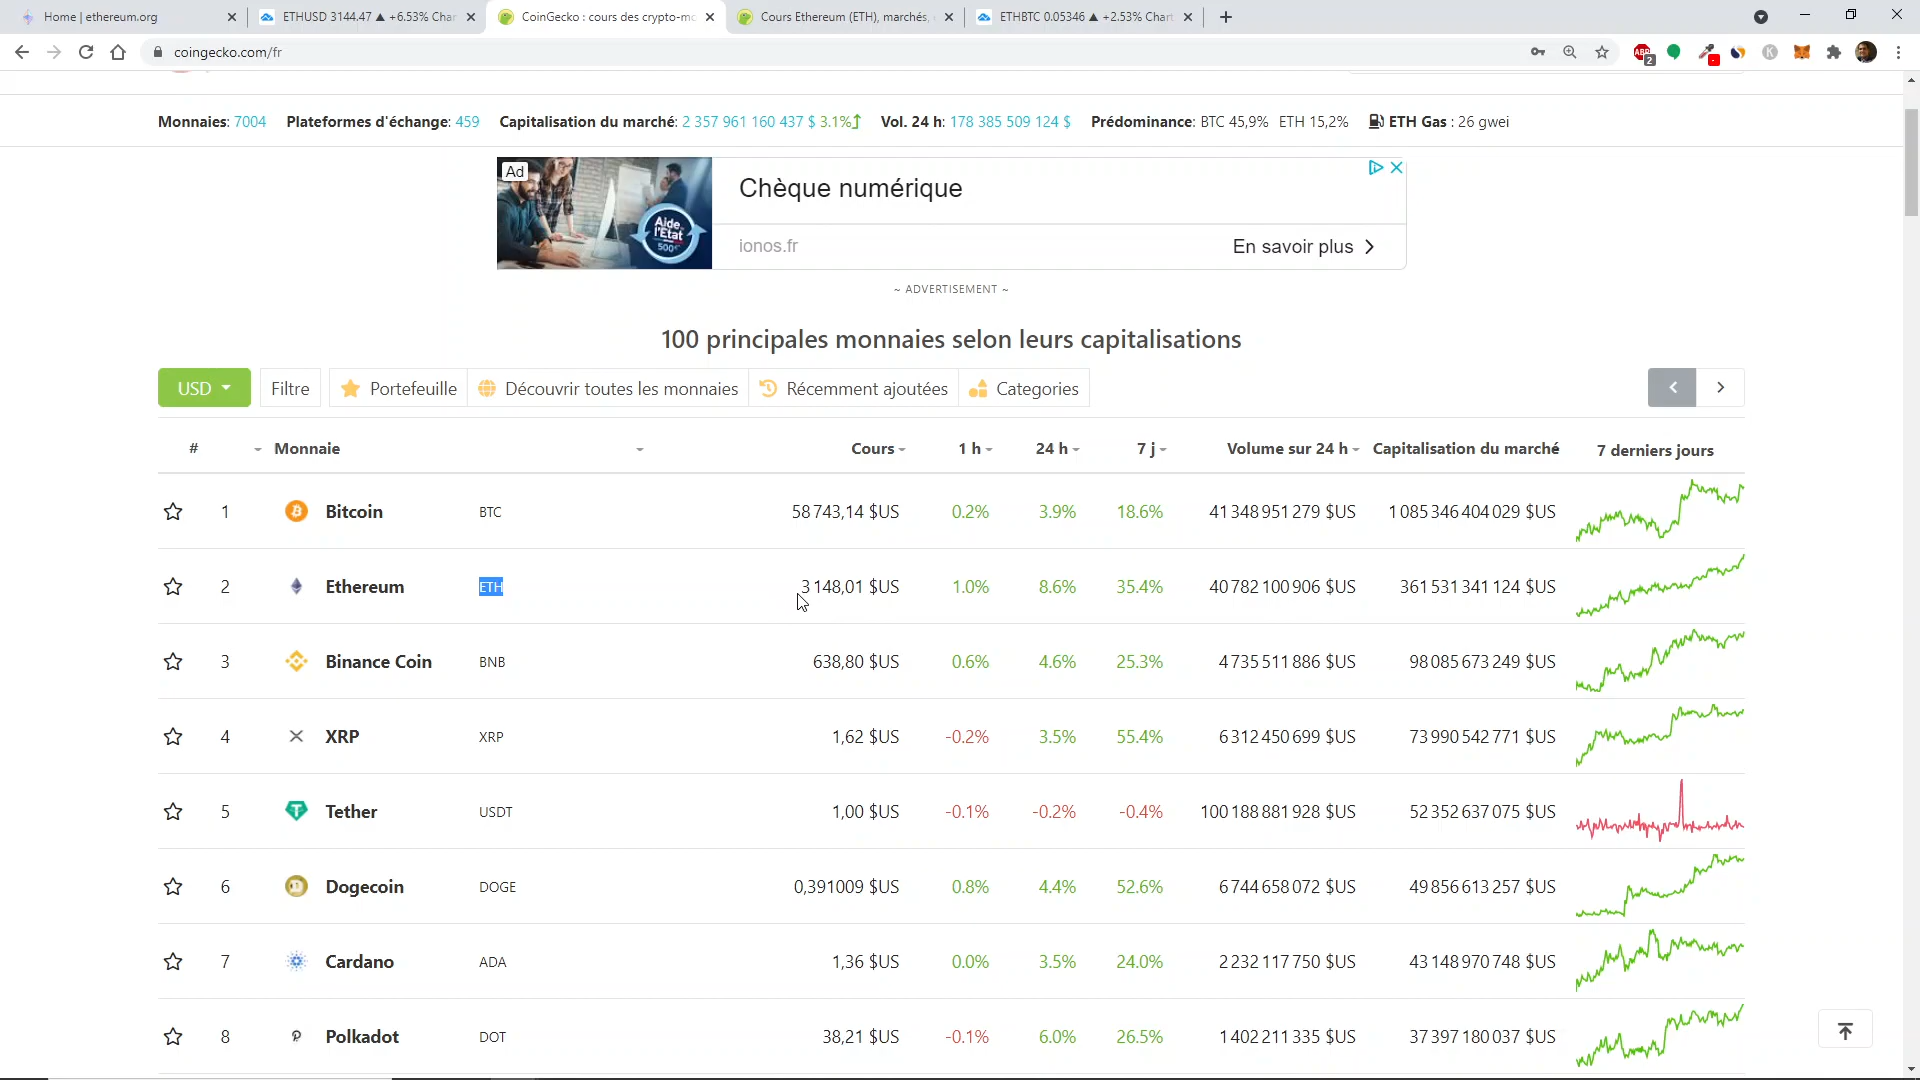 Home | ethereum.org
ETHUSD 3144.47 ▲ +6.53% Char
CoinGecko : cours des crypto-mo
Cours Ethereum (ETH), marchés,
ETHBTC 0.05346 ▲ +2.53% Chart
coingecko.com/fr
ABP
2
K
Monnaies: 7004 Plateformes d'échange: 459 Capitalisation du marché: 2 357 961 160 437 $ 3.1% Vol. 24 h: 178 385 509 124 $ Prédominance: BTC 45,9% ETH 15,2% ETH Gas : 26 gwei
Ad
Aide de
l'Etat
500€
Chèque numérique
ionos.fr
En savoir plus
~ ADVERTISEMENT ~
100 principales monnaies selon leurs capitalisations
USD Filtre Portefeuille Découvrir toutes les monnaies Récemment ajoutées Categories
# Monnaie Cours 1 h 24 h 7 j Volume sur 24 h Capitalisation du marché 7 derniers jours
1 Bitcoin BTC 58 743,14 $US 0.2% 3.9% 18.6% 41 348 951 279 $US 1 085 346 404 029 $US
2 Ethereum ETH 3 148,01 $US 1.0% 8.6% 35.4% 40 782 100 906 $US 361 531 341 124 $US
3 Binance Coin BNB 638,80 $US 0.6% 4.6% 25.3% 4 735 511 886 $US 98 085 673 249 $US
4 XRP XRP 1,62 $US -0.2% 3.5% 55.4% 6 312 450 699 $US 73 990 542 771 $US
5 Tether USDT 1,00 $US -0.1% -0.2% -0.4% 100 188 881 928 $US 52 352 637 075 $US
6 Dogecoin DOGE 0,391009 $US 0.8% 4.4% 52.6% 6 744 658 072 $US 49 856 613 257 $US
7 Cardano ADA 1,36 $US 0.0% 3.5% 24.0% 2 232 117 750 $US 43 148 970 748 $US
8 Polkadot DOT 38,21 $US -0.1% 6.0% 26.5% 1 402 211 335 $US 37 397 180 037 $US